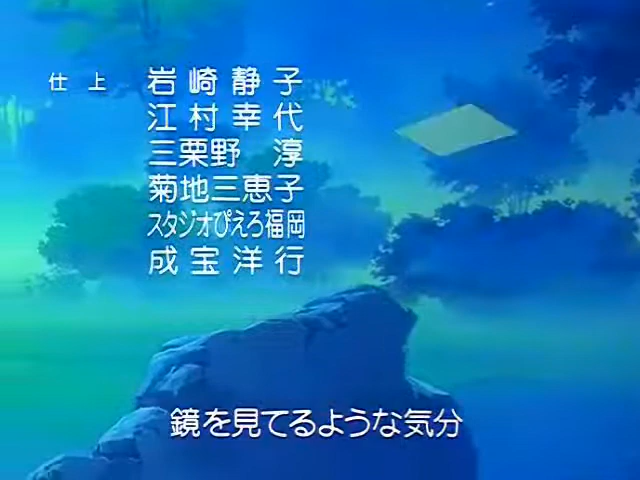 仕上 岩崎静子
江村幸代
三栗野 淳
菊地三恵子
スタジオぴえろ福岡
成宝洋行
鏡を見てるような気分